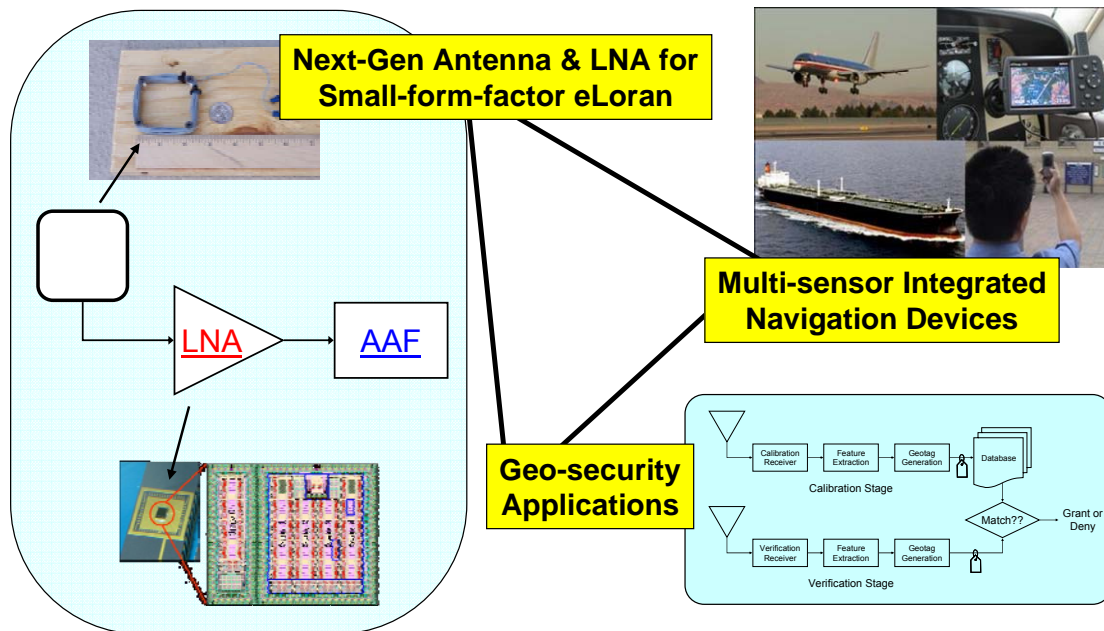 Next-Gen Antenna & LNA for
Small-form-factor eLoran
LNA
AAF
Multi-sensor Integrated
Navigation Devices
Geo-security
Applications
Calibration
Receiver
Feature
Extraction
Geotag
Generation
Database
Calibration Stage
Match??
Grant or
Deny
Verification
Receiver
Feature
Extraction
Geotag
Generation
Verification Stage